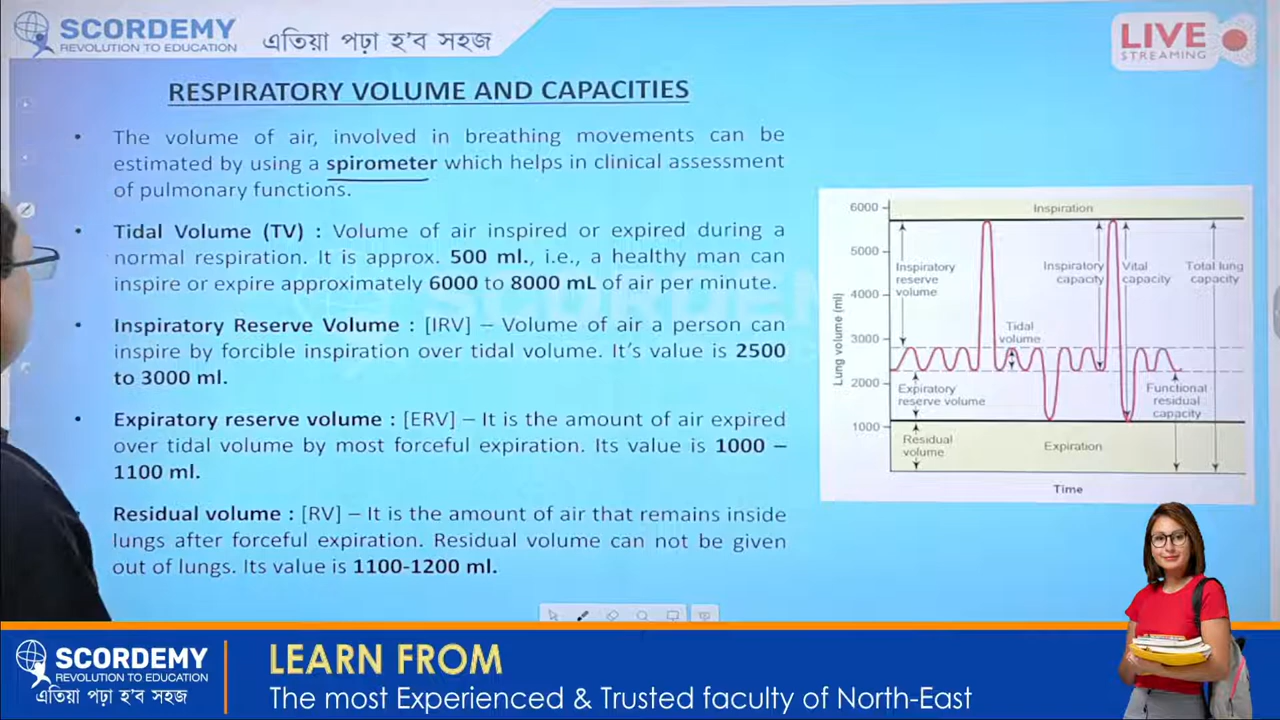 SCORDEMY
REVOLUTION TO EDUCATION
এতিয়া পঢ়া হ'ব সহজ
LIVE
STREAMING
RESPIRATORY VOLUME AND CAPACITIES
• The volume of air, involved in breathing movements can be
estimated by using a spirometer which helps in clinical assessment
of pulmonary functions.
• Tidal Volume (TV) : Volume of air inspired or expired during a
normal respiration. It is approx. 500 ml., i.e., a healthy man can
inspire or expire approximately 6000 to 8000 mL of air per minute.
• Inspiratory Reserve Volume : [IRV] – Volume of air a person can
inspire by forcible inspiration over tidal volume. It's value is 2500
to 3000 ml.
• Expiratory reserve volume : [ERV] – It is the amount of air expired
over tidal volume by most forceful expiration. Its value is 1000 –
1100 ml.
Residual volume : [RV] – It is the amount of air that remains inside
lungs after forceful expiration. Residual volume can not be given
out of lungs. Its value is 1100-1200 ml.
Lung volume (ml)
6000
5000
4000
3000
2000
1000
Inspiration
Inspiratory
reserve
volume
Inspiratory
capacity
Vital
capacity
Total lung
capacity
Tidal
volume
Expiratory
reserve volume
Functional
residual
capacity
Residual
volume
Expiration
Time
SCORDEMY
REVOLUTION TO EDUCATION
এতিয়া পঢ়া হ'ব সহজ
LEARN FROM
The most Experienced & Trusted faculty of North-East